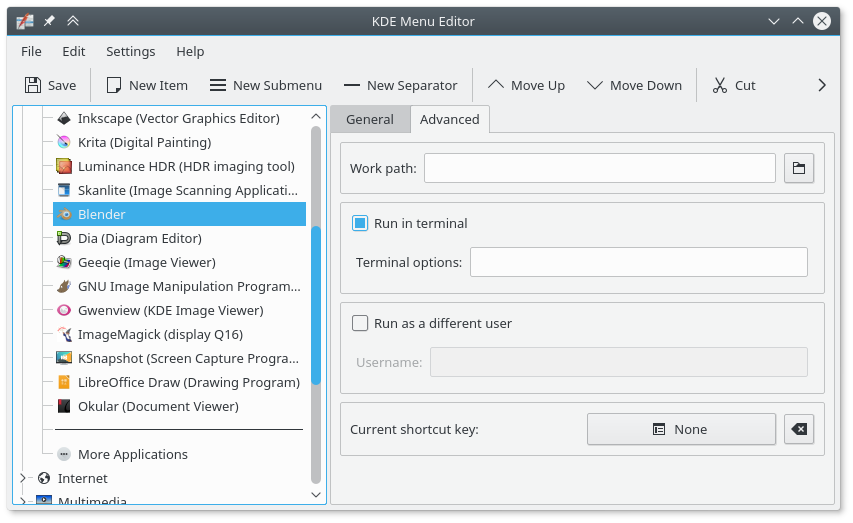 KDE Menu Editor
File Edit Settings Help
Save New Item New Submenu New Separator Move Up Move Down Cut
Inkscape (Vector Graphics Editor)
Krita (Digital Painting)
Luminance HDR (HDR imaging tool)
Skanlite (Image Scanning Applicati...
Blender
Dia (Diagram Editor)
Geeqie (Image Viewer)
GNU Image Manipulation Program...
Gwenview (KDE Image Viewer)
ImageMagick (display Q16)
KSnapshot (Screen Capture Progra...
LibreOffice Draw (Drawing Program)
Okular (Document Viewer)
More Applications
Internet
Multimedia
General Advanced
Work path:
Run in terminal
Terminal options:
Run as a different user
Username:
Current shortcut key: None